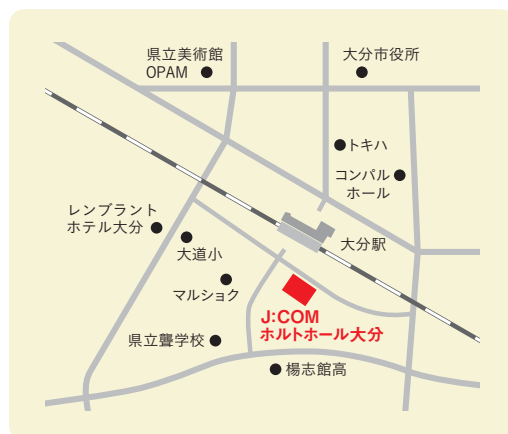 県立美術館
OPAM
大分市役所
トキハ
コンパル
ホール
レンブラント
ホテル大分
大道小
大分駅
マルショク
J:COM
ホルトホール大分
県立聾学校
楊志館高